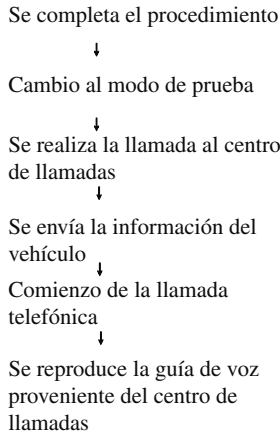 Se completa el procedimiento
Cambio al modo de prueba
Se realiza la llamada al centro
de llamadas
Se envía la información del
vehículo
Comienzo de la llamada
telefónica
Se reproduce la guía de voz
proveniente del centro de
llamadas